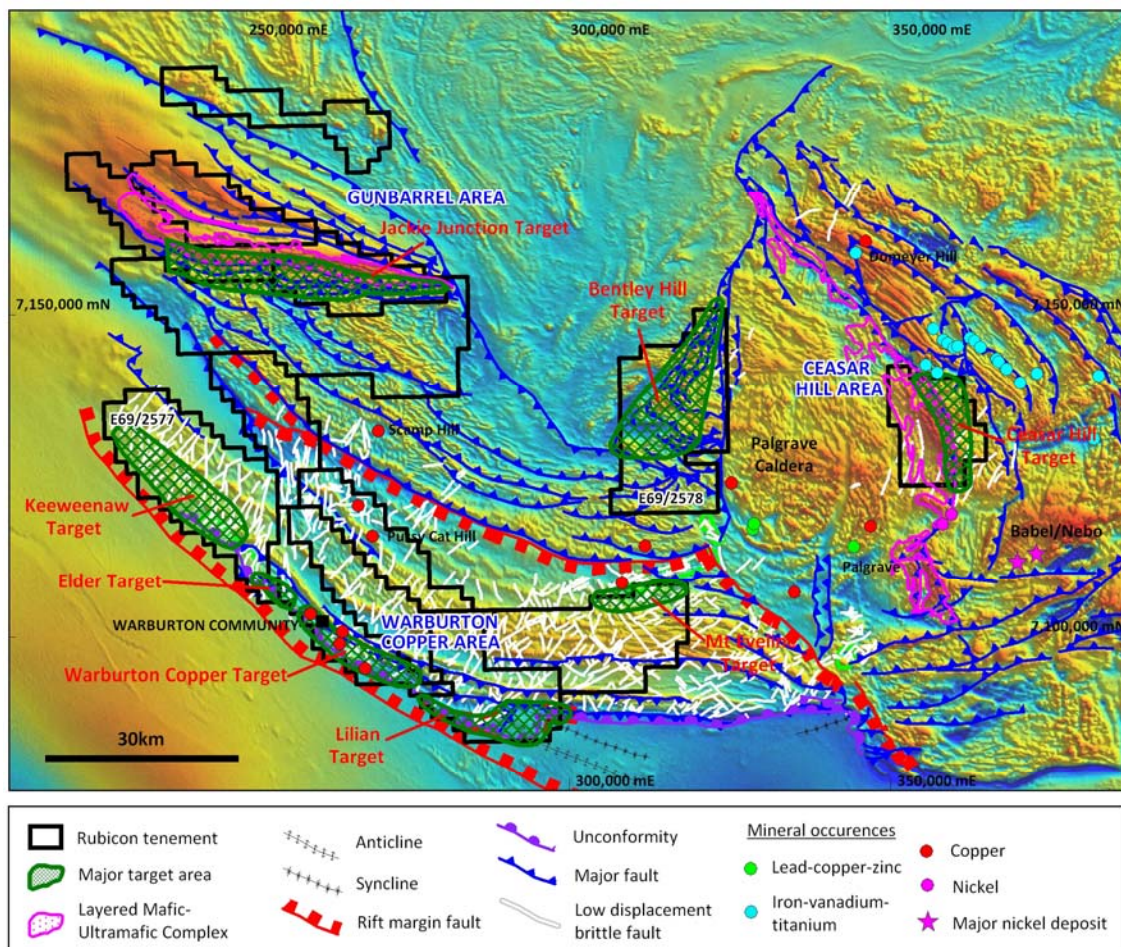 250,000 mE
300,000 mE
350,000 mE
GUNBARREL AREA
Jackie Junction Target
Domeyer Hill
7,150,000 mN
7,150,000 mN
Bentley Hill
Target
CEASAR
HILL AREA
E69/2577
Scamp Hill
Palgrave
Caldera
Ceasar Hill
Target
E69/2578
Keeweenaw
Target
Pussy Cat Hill
Babel/Nebo
Palgrave
Elder Target
WARBURTON COMMUNITY
WARBURTON
COPPER AREA
7,100,000 mN
Mt Eveline
Target
Warburton Copper Target
Lilian
Target
30km
300,000 mE
350,000 mE
Rubicon tenement
Major target area
Layered Mafic-
Ultramafic Complex
Anticline
Syncline
Rift margin fault
Unconformity
Major fault
Low displacement
brittle fault
Mineral occurences
Lead-copper-zinc
Iron-vanadium-
titanium
Copper
Nickel
Major nickel deposit